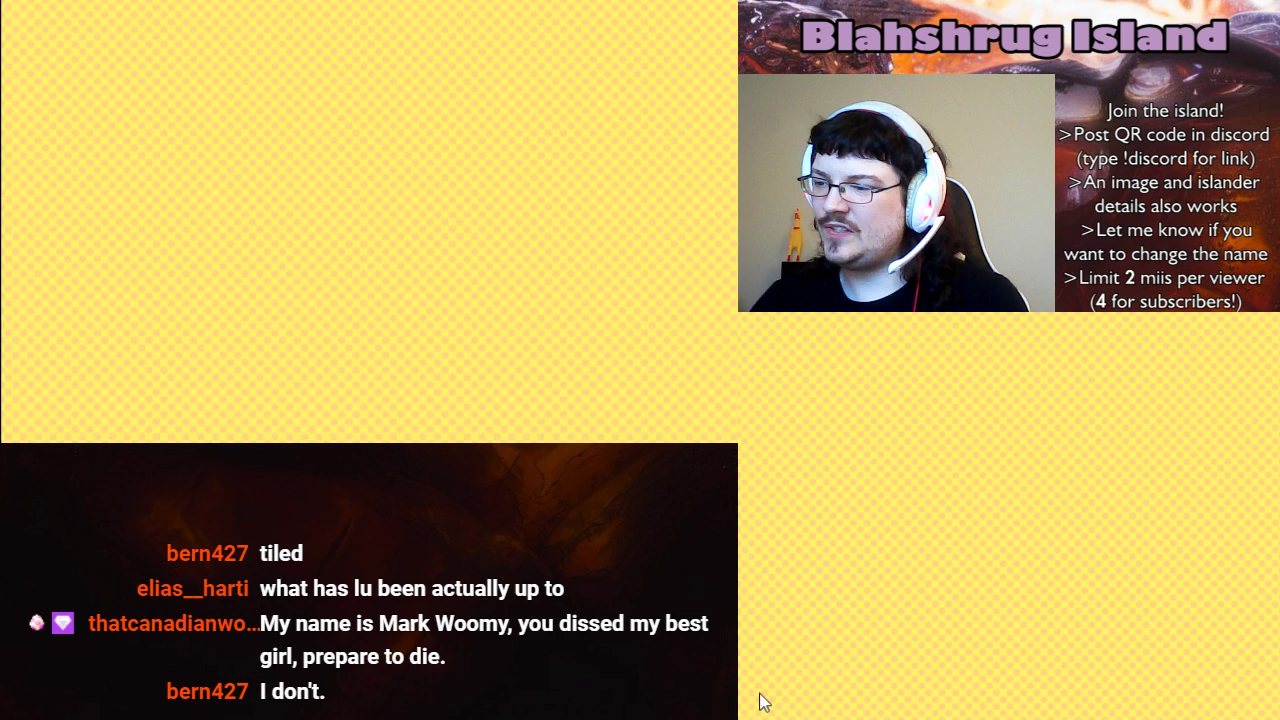 Blahshrug Island
Join the island!
>Post QR code in discord
(type !discord for link)
>An image and islander
details also works
>Let me know if you
want to change the name
>Limit 2 miis per viewer
(4 for subscribers!)
bern427 tiled
elias__harti what has lu been actually up to
thatcanadianwo... My name is Mark Woomy, you dissed my best
girl, prepare to die.
bern427 I don't.